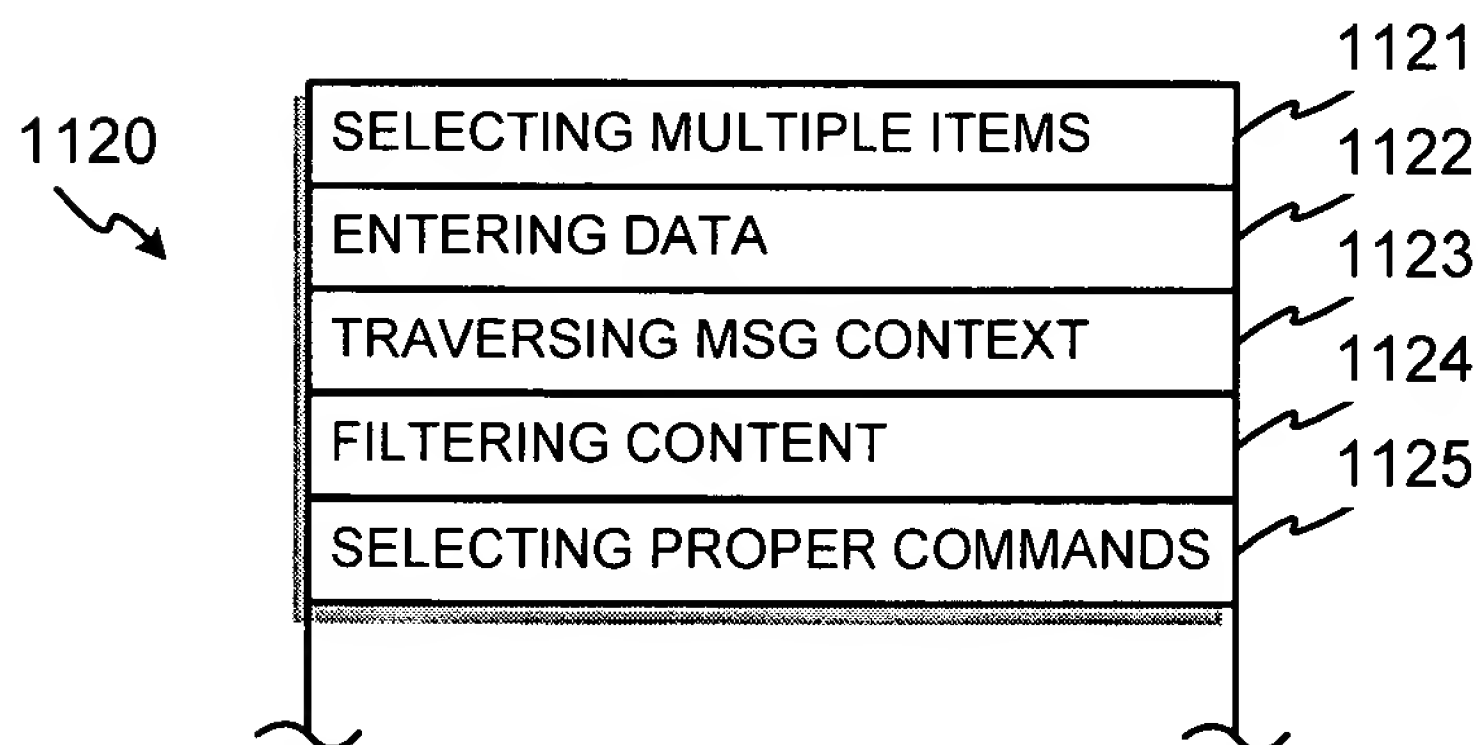 1120
SELECTING MULTIPLE ITEMS 1121
ENTERING DATA 1122
TRAVERSING MSG CONTEXT 1123
FILTERING CONTENT 1124
SELECTING PROPER COMMANDS 1125